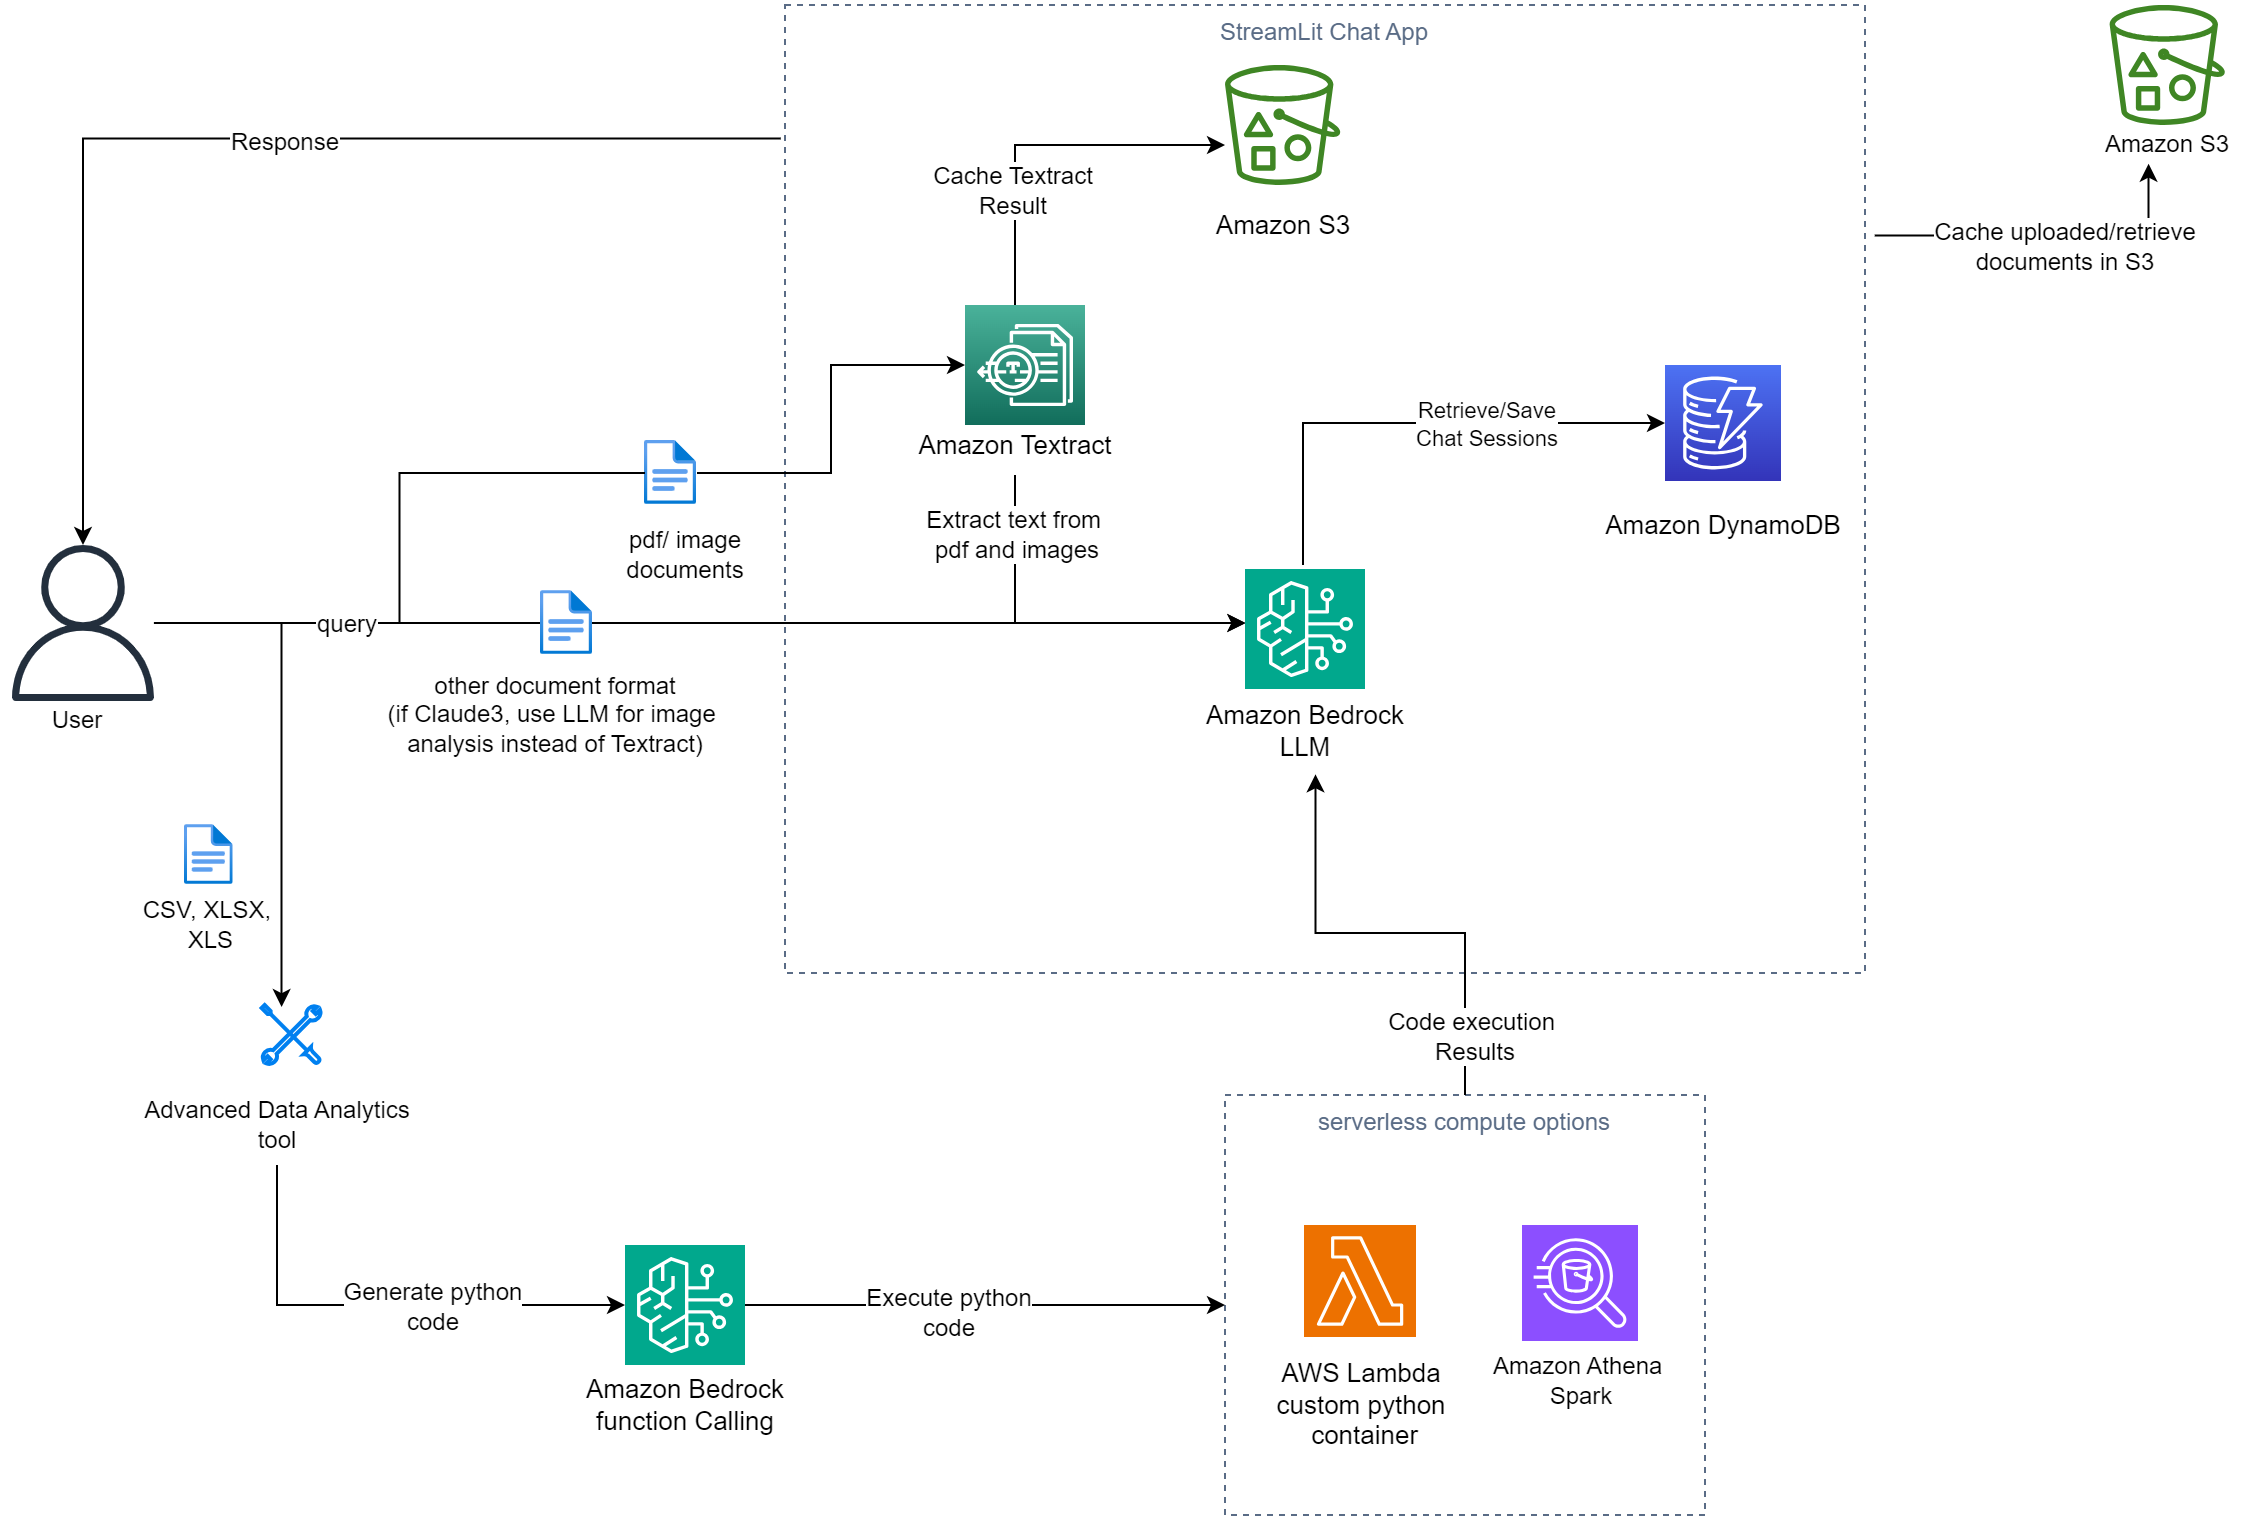 StreamLit Chat App
Amazon S3
Response
Cache Textract
Result
Amazon S3
Cache uploaded/retrieve
documents in S3
Amazon Textract
Retrieve/Save
Chat Sessions
Amazon DynamoDB
Extract text from
pdf and images
pdf/ image
documents
query
User
other document format
(if Claude3, use LLM for image
analysis instead of Textract)
Amazon Bedrock
LLM
CSV, XLSX,
XLS
Code execution
Results
Advanced Data Analytics
tool
serverless compute options
Generate python
code
Execute python
code
Amazon Bedrock
function Calling
AWS Lambda
custom python
container
Amazon Athena
Spark